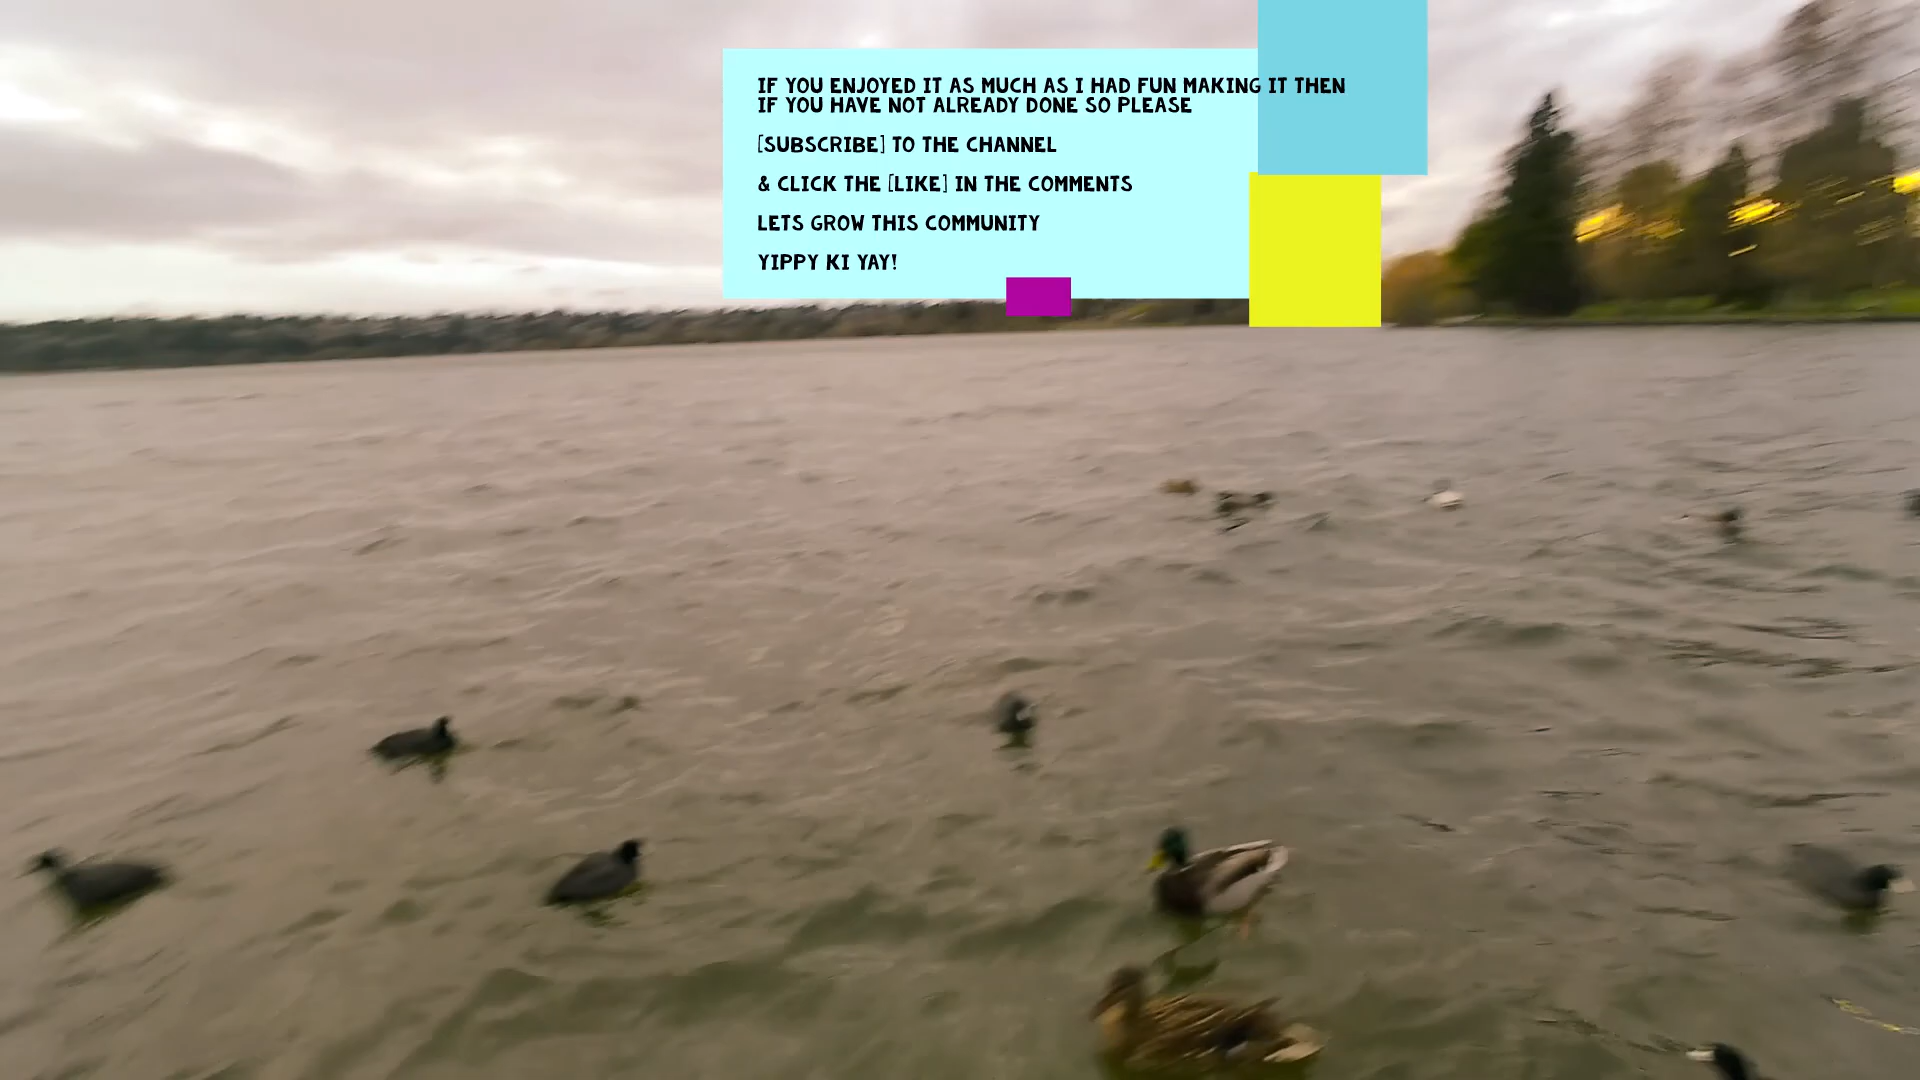 IF YOU ENJOYED IT AS MUCH AS I HAD FUN MAKING IT THEN
IF YOU HAVE NOT ALREADY DONE SO PLEASE
[SUBSCRIBE] TO THE CHANNEL
& CLICK THE [LIKE] IN THE COMMENTS
LETS GROW THIS COMMUNITY
YIPPY KI YAY!